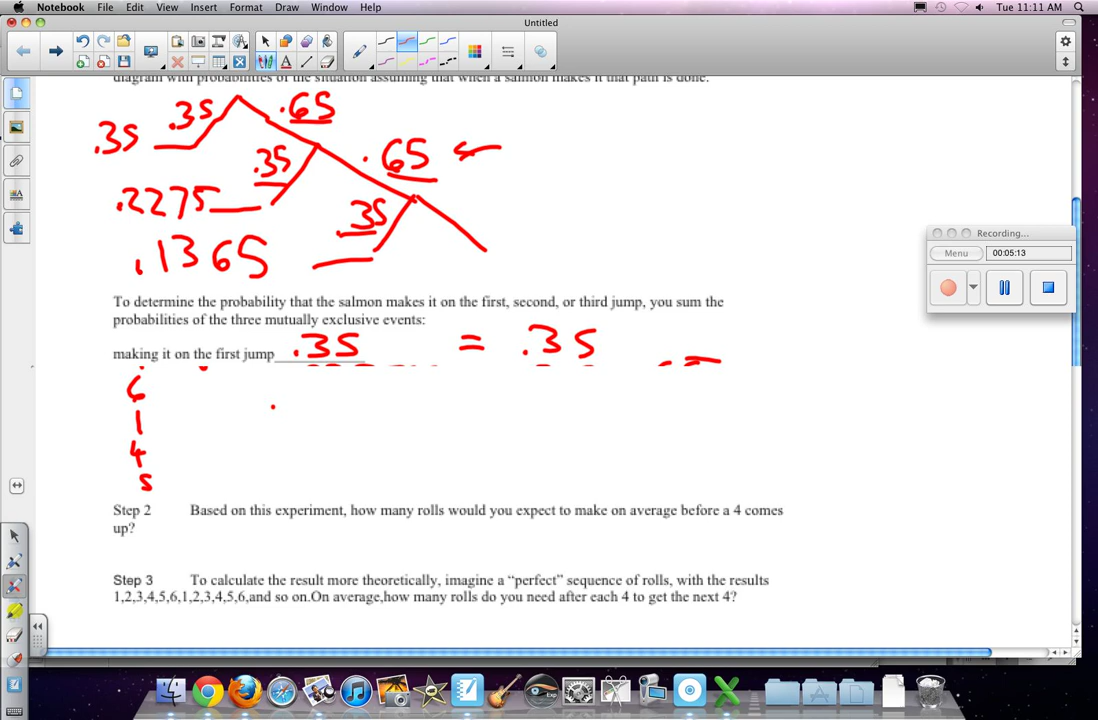 Notebook File Edit View Insert Format Draw Window Help Tue 11:11 AM
Untitled
diagram with probabilities of the situation assuming that when a salmon makes it that path is done.
.35 .35 .65
.35 .65
.2275
.35
.1365
Recording...
Menu 00:05:13
To determine the probability that the salmon makes it on the first, second, or third jump, you sum the
probabilities of the three mutually exclusive events:
making it on the first jump .35 = .35
6
1
4
5
Step 2 Based on this experiment, how many rolls would you expect to make on average before a 4 comes
up?
Step 3 To calculate the result more theoretically, imagine a “perfect” sequence of rolls, with the results
1,2,3,4,5,6,1,2,3,4,5,6,and so on.On average,how many rolls do you need after each 4 to get the next 4?